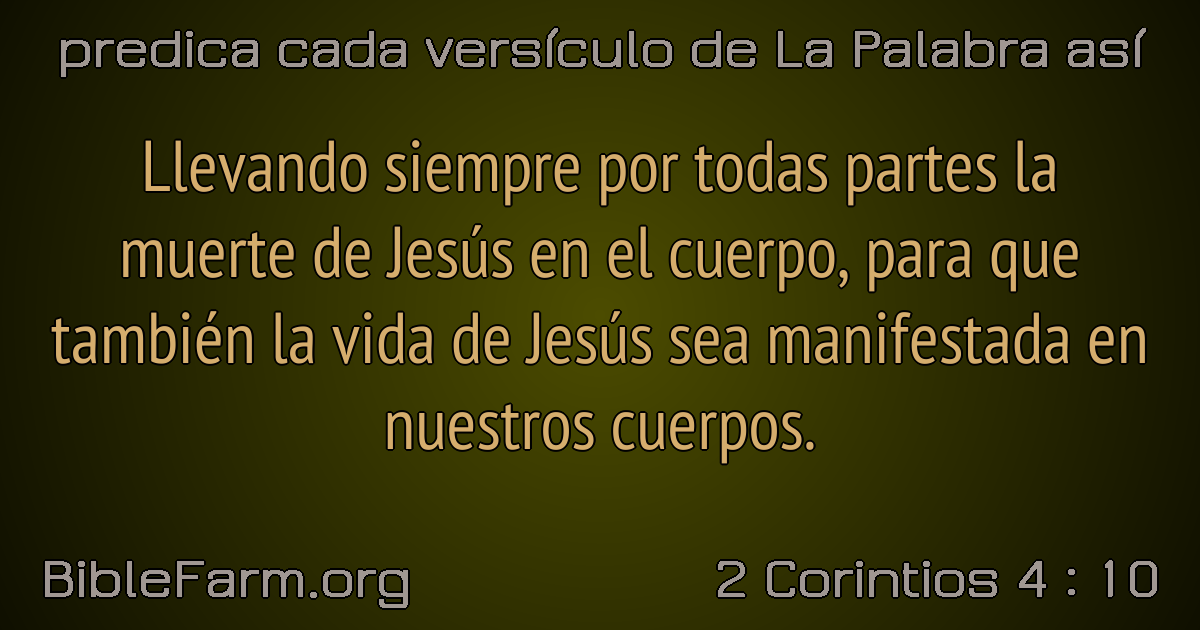 predica cada versículo de La Palabra así
Llevando siempre por todas partes la
muerte de Jesús en el cuerpo, para que
también la vida de Jesús sea manifestada en
nuestros cuerpos.
BibleFarm.org
2 Corintios 4 : 10